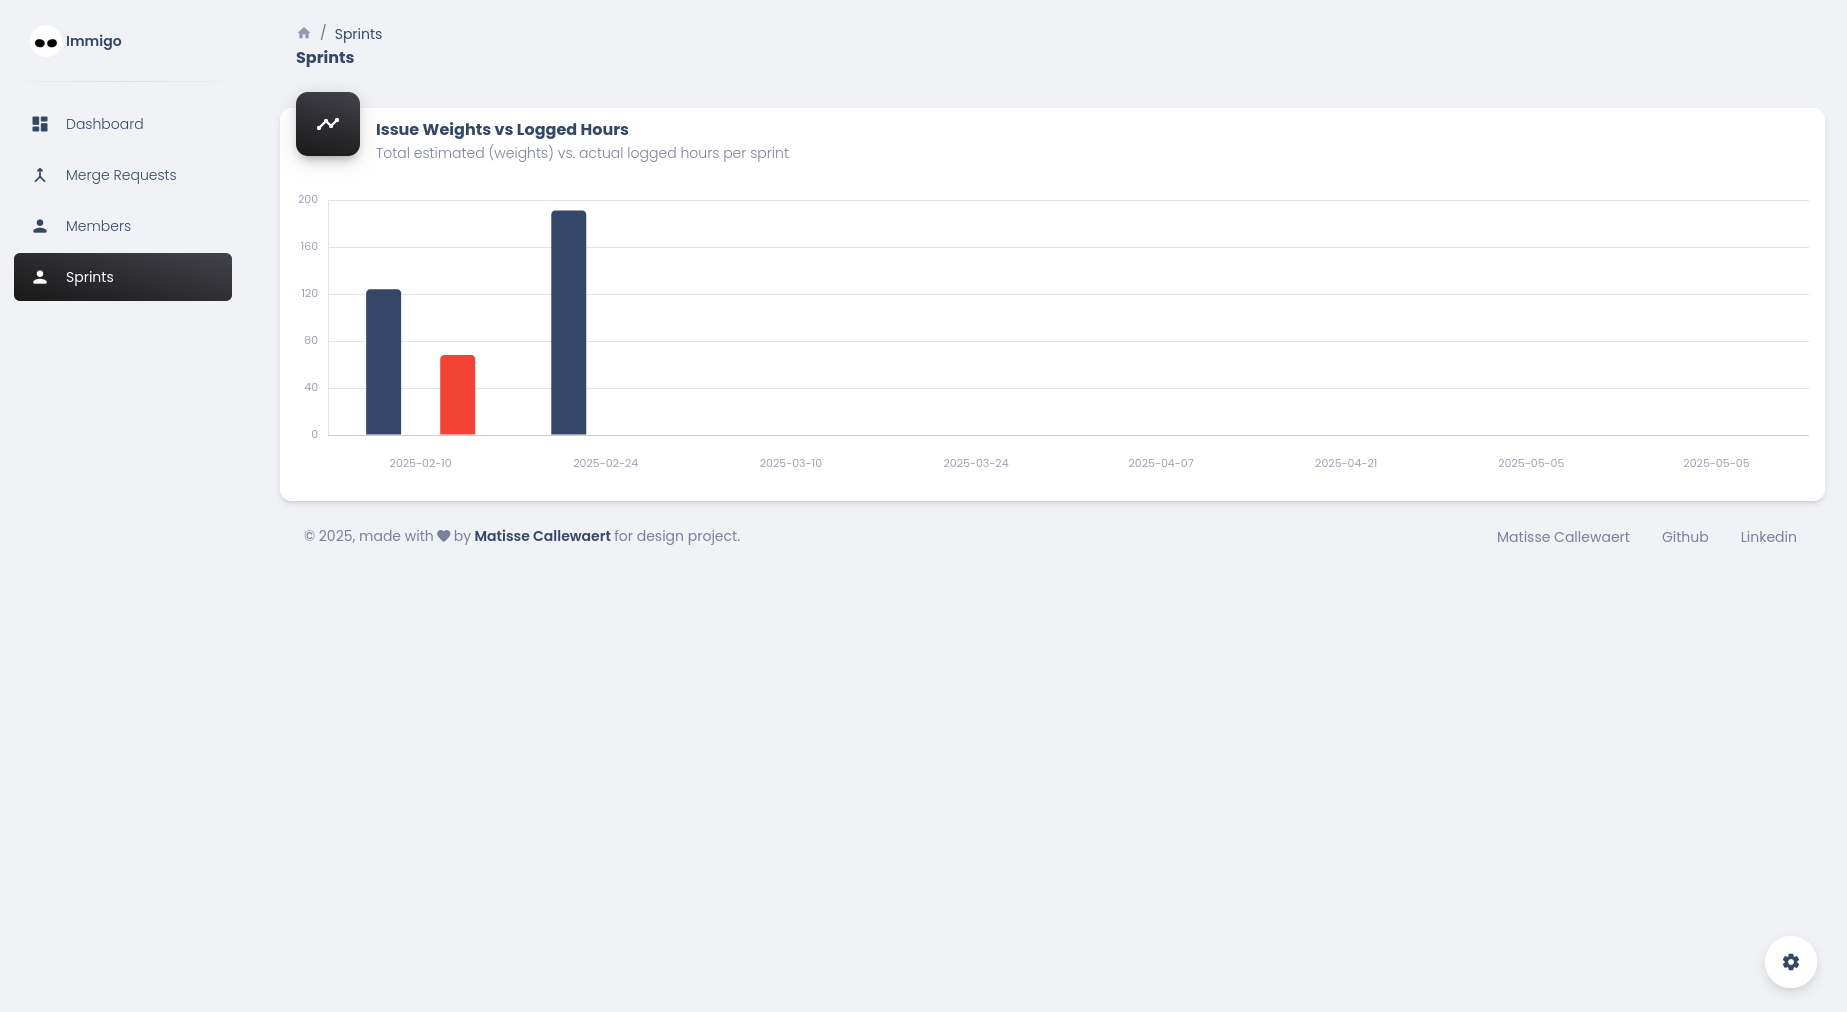 Immigo
Dashboard
Merge Requests
Members
Sprints
/ Sprints
Sprints
Issue Weights vs Logged Hours
Total estimated (weights) vs. actual logged hours per sprint
200
160
120
80
40
0
2025-02-10 2025-02-24 2025-03-10 2025-03-24 2025-04-07 2025-04-21 2025-05-05 2025-05-05
© 2025, made with by Matisse Callewaert for design project.
Matisse Callewaert Github Linkedin